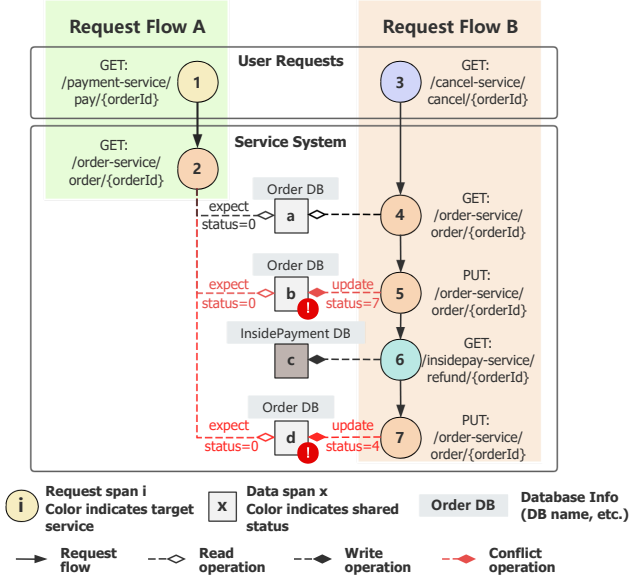 Request Flow A
Request Flow B
User Requests
GET:
/payment-service/
pay/{orderId}
1
3
GET:
/cancel-service/
cancel/{orderId}
Service System
GET:
/order-service/
order/{orderId}
2
Order DB
expect
status=0
a
4
GET:
/order-service/
order/{orderId}
Order DB
expect
status=0
b
!
update
status=7
5
PUT:
/order-service/
order/{orderId}
InsidePayment DB
c
6
GET:
/insidepay-service/
refund/{orderId}
Order DB
expect
status=0
d
!
update
status=4
7
PUT:
/order-service/
order/{orderId}
i
Request span i
Color indicates target
service
x
Data span x
Color indicates shared
status
Order DB
Database Info
(DB name, etc.)
Request
flow
Read
operation
Write
operation
Conflict
operation